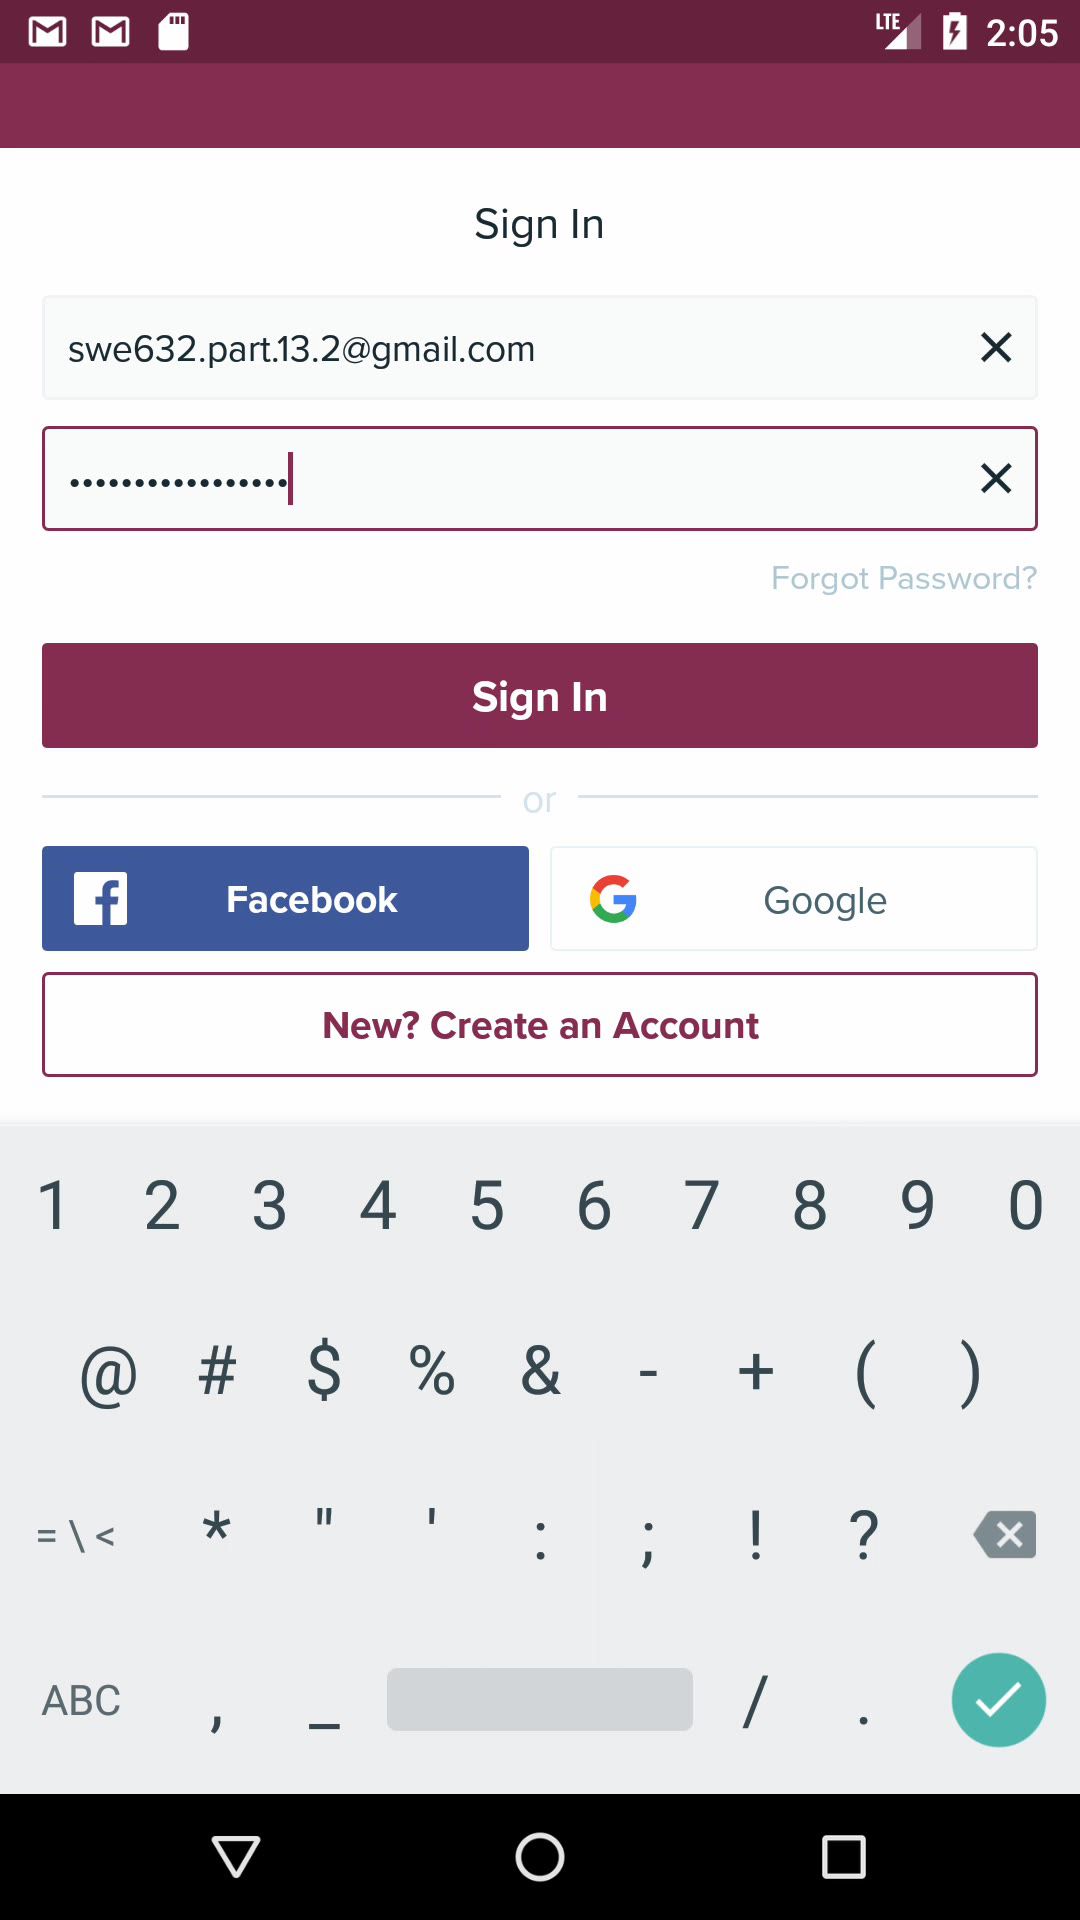 LTE 2:05
Sign In
swe632.part.13.2@gmail.com
•••••••••••••••••
Forgot Password?
Sign In
or
Facebook
Google
New? Create an Account
1 2 3 4 5 6 7 8 9 0
@ # $ % & - + ( )
= \ < * " ' : ; ! ?
ABC , _ / .